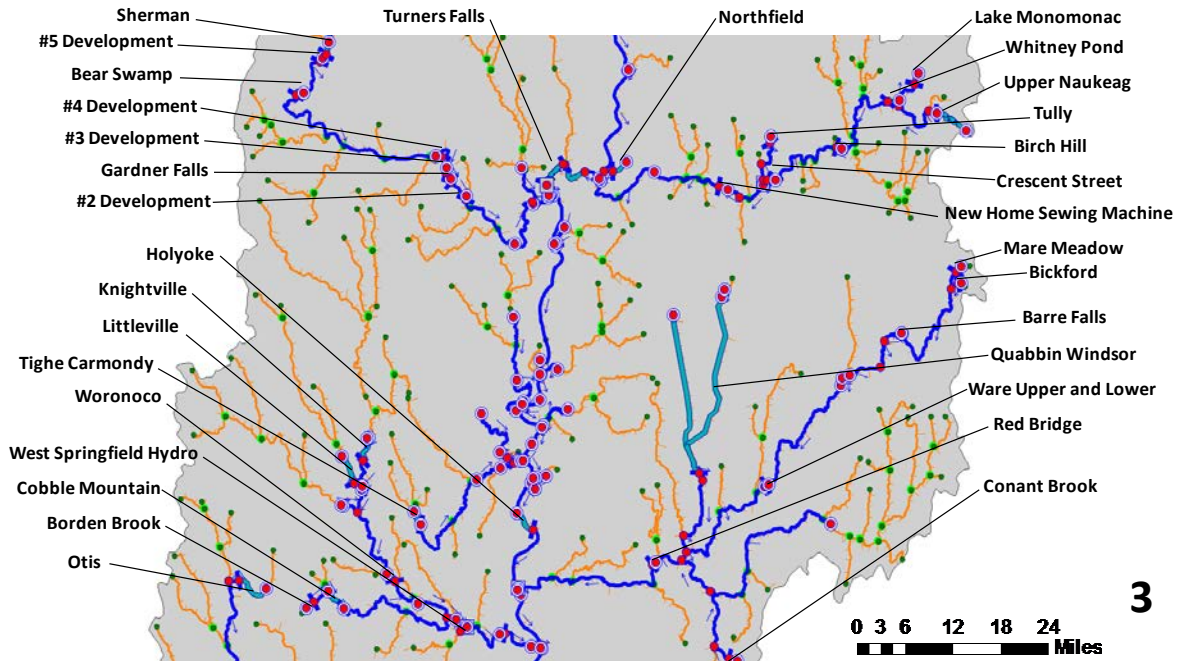 Sherman
#5 Development
Bear Swamp
#4 Development
#3 Development
Gardner Falls
#2 Development
Holyoke
Knightville
Littleville
Tighe Carmondy
Woronoco
West Springfield Hydro
Cobble Mountain
Borden Brook
Otis
Turners Falls
Northfield
Lake Monomonac
Whitney Pond
Upper Naukeag
Tully
Birch Hill
Crescent Street
New Home Sewing Machine
Mare Meadow
Bickford
Barre Falls
Quabbin Windsor
Ware Upper and Lower
Red Bridge
Conant Brook
3
0 3 6 12 18 24
Miles